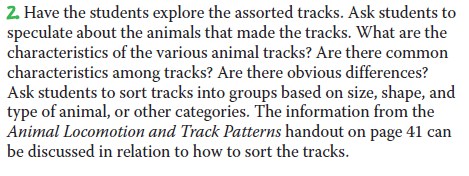 2. Have the students explore the assorted tracks. Ask students to
speculate about the animals that made the tracks. What are the
characteristics of the various animal tracks? Are there common
characteristics among tracks? Are there obvious differences?
Ask students to sort tracks into groups based on size, shape, and
type of animal, or other categories. The information from the
Animal Locomotion and Track Patterns handout on page 41 can
be discussed in relation to how to sort the tracks.